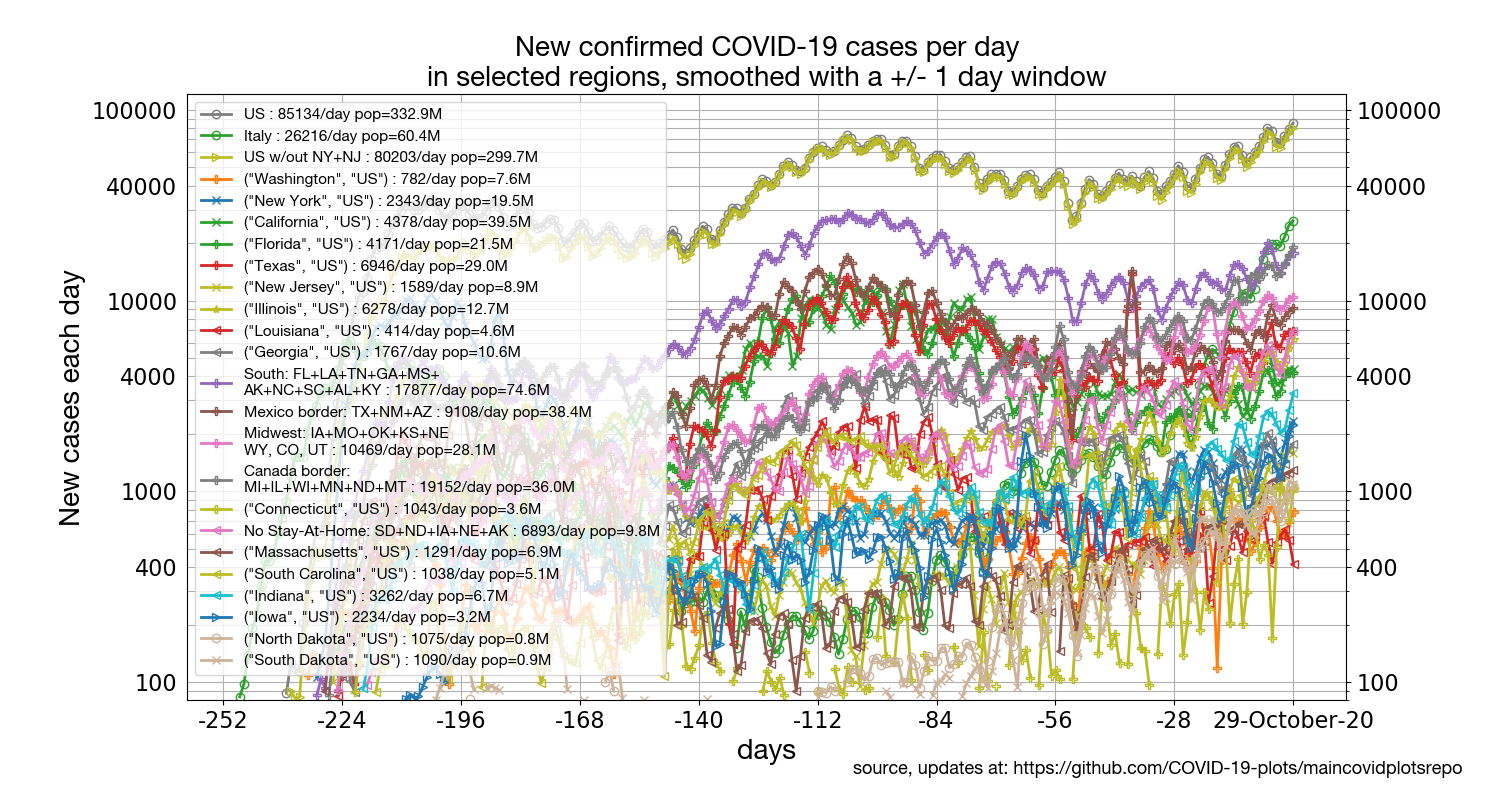 New confirmed COVID-19 cases per day
in selected regions, smoothed with a +/- 1 day window
New cases each day
100000
40000
10000
4000
1000
400
100
US : 85134/day pop=332.9M
Italy : 26216/day pop=60.4M
US w/out NY+NJ : 80203/day pop=299.7M
("Washington", "US") : 782/day pop=7.6M
("New York", "US") : 2343/day pop=19.5M
("California", "US") : 4378/day pop=39.5M
("Florida", "US") : 4171/day pop=21.5M
("Texas", "US") : 6946/day pop=29.0M
("New Jersey", "US") : 1589/day pop=8.9M
("Illinois", "US") : 6278/day pop=12.7M
("Louisiana", "US") : 414/day pop=4.6M
("Georgia", "US") : 1767/day pop=10.6M
South: FL+LA+TN+GA+MS+
AK+NC+SC+AL+KY : 17877/day pop=74.6M
Mexico border: TX+NM+AZ : 9108/day pop=38.4M
Midwest: IA+MO+OK+KS+NE
WY, CO, UT : 10469/day pop=28.1M
Canada border:
MI+IL+WI+MN+ND+MT : 19152/day pop=36.0M
("Connecticut", "US") : 1043/day pop=3.6M
No Stay-At-Home: SD+ND+IA+NE+AK : 6893/day pop=9.8M
("Massachusetts", "US") : 1291/day pop=6.9M
("South Carolina", "US") : 1038/day pop=5.1M
("Indiana", "US") : 3262/day pop=6.7M
("Iowa", "US") : 2234/day pop=3.2M
("North Dakota", "US") : 1075/day pop=0.8M
("South Dakota", "US") : 1090/day pop=0.9M
100000
40000
10000
4000
1000
400
100
-252 -224 -196 -168 -140 -112 -84 -56 -28 29-October-20
days
source, updates at: https://github.com/COVID-19-plots/maincovidplotsrepo